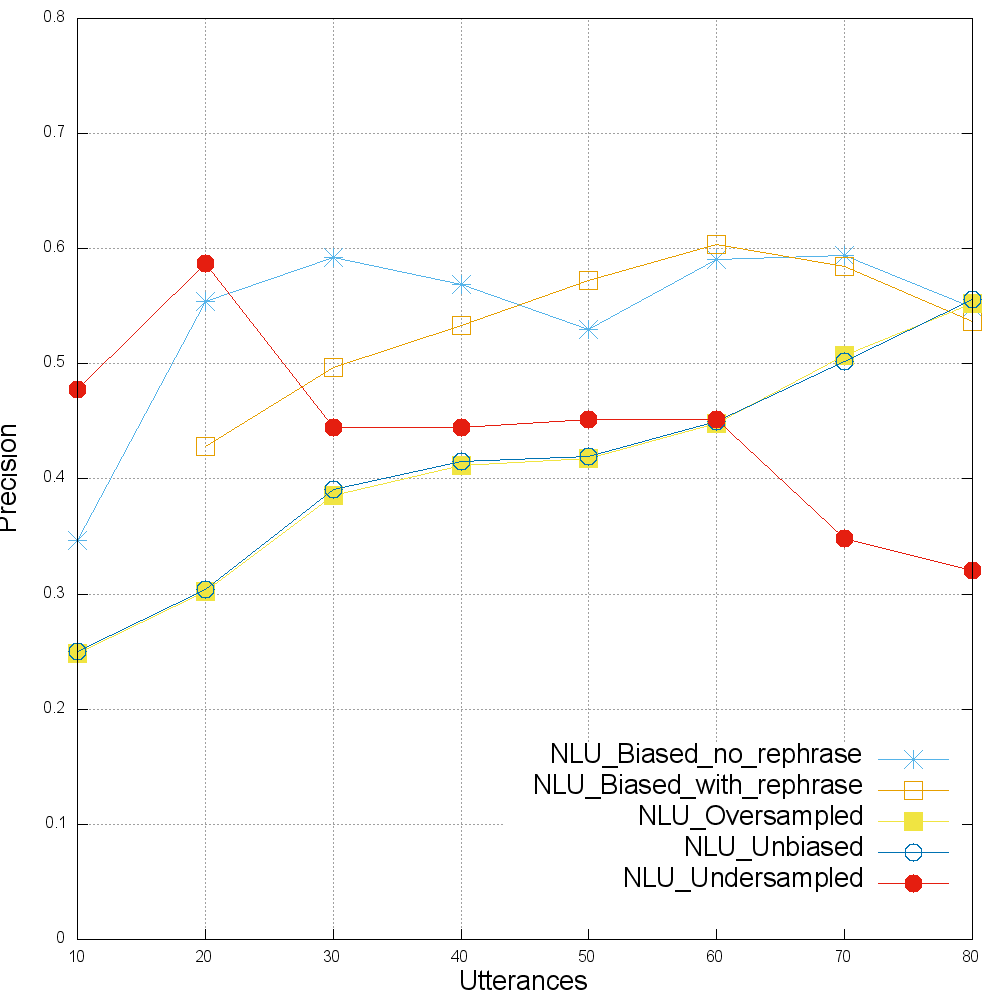 0.8
0.7
0.6
0.5
0.4
0.3
0.2
0.1
0
Precision
NLU_Biased_no_rephrase
NLU_Biased_with_rephrase
NLU_Oversampled
NLU_Unbiased
NLU_Undersampled
10 20 30 40 50 60 70 80
Utterances